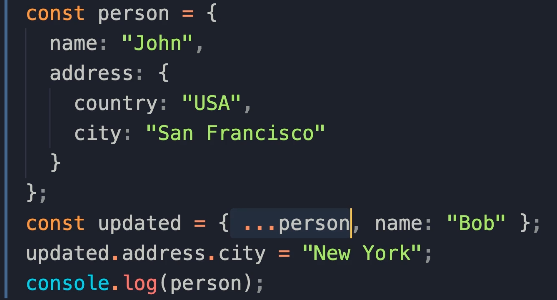 const person = {
  name: "John",
  address: {
    country: "USA",
    city: "San Francisco"
  }
};
const updated = { ...person, name: "Bob" };
updated.address.city = "New York";
console.log(person);